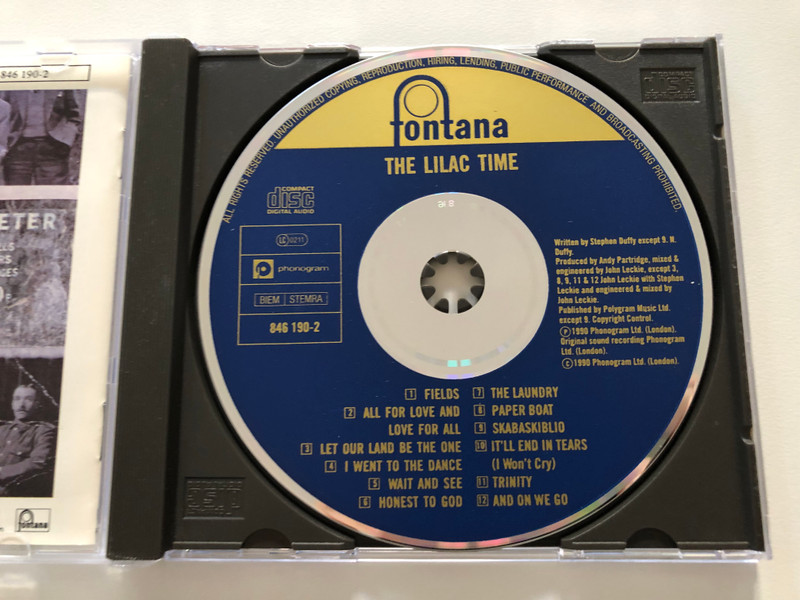 846 190-2
ETER
LLS
RS
GES
fontana
ALL RIGHTS RESERVED. UNAUTHORIZED COPYING, REPRODUCTION, HIRING, LENDING, PUBLIC PERFORMANCE AND BROADCASTING PROHIBITED.
fontana
THE LILAC TIME
COMPACT
disc
DIGITAL AUDIO
LC 0211
phonogram
BIEM STEMRA
846 190-2
Written by Stephen Duffy except 9. N.
Duffy.
Produced by Andy Partridge, mixed &
engineered by John Leckie, except 3,
8, 9, 11 & 12 John Leckie with Stephen
Leckie and engineered & mixed by
John Leckie.
Published by Polygram Music Ltd.
except 9. Copyright Control.
Ⓟ 1990 Phonogram Ltd. (London).
Original sound recording Phonogram
Ltd. (London).
© 1990 Phonogram Ltd. (London).
1 FIELDS
2 ALL FOR LOVE AND
LOVE FOR ALL
3 LET OUR LAND BE THE ONE
4 I WENT TO THE DANCE
5 WAIT AND SEE
6 HONEST TO GOD
7 THE LAUNDRY
8 PAPER BOAT
9 SKABASKIBLIO
10 IT'LL END IN TEARS
(I Won't Cry)
11 TRINITY
12 AND ON WE GO